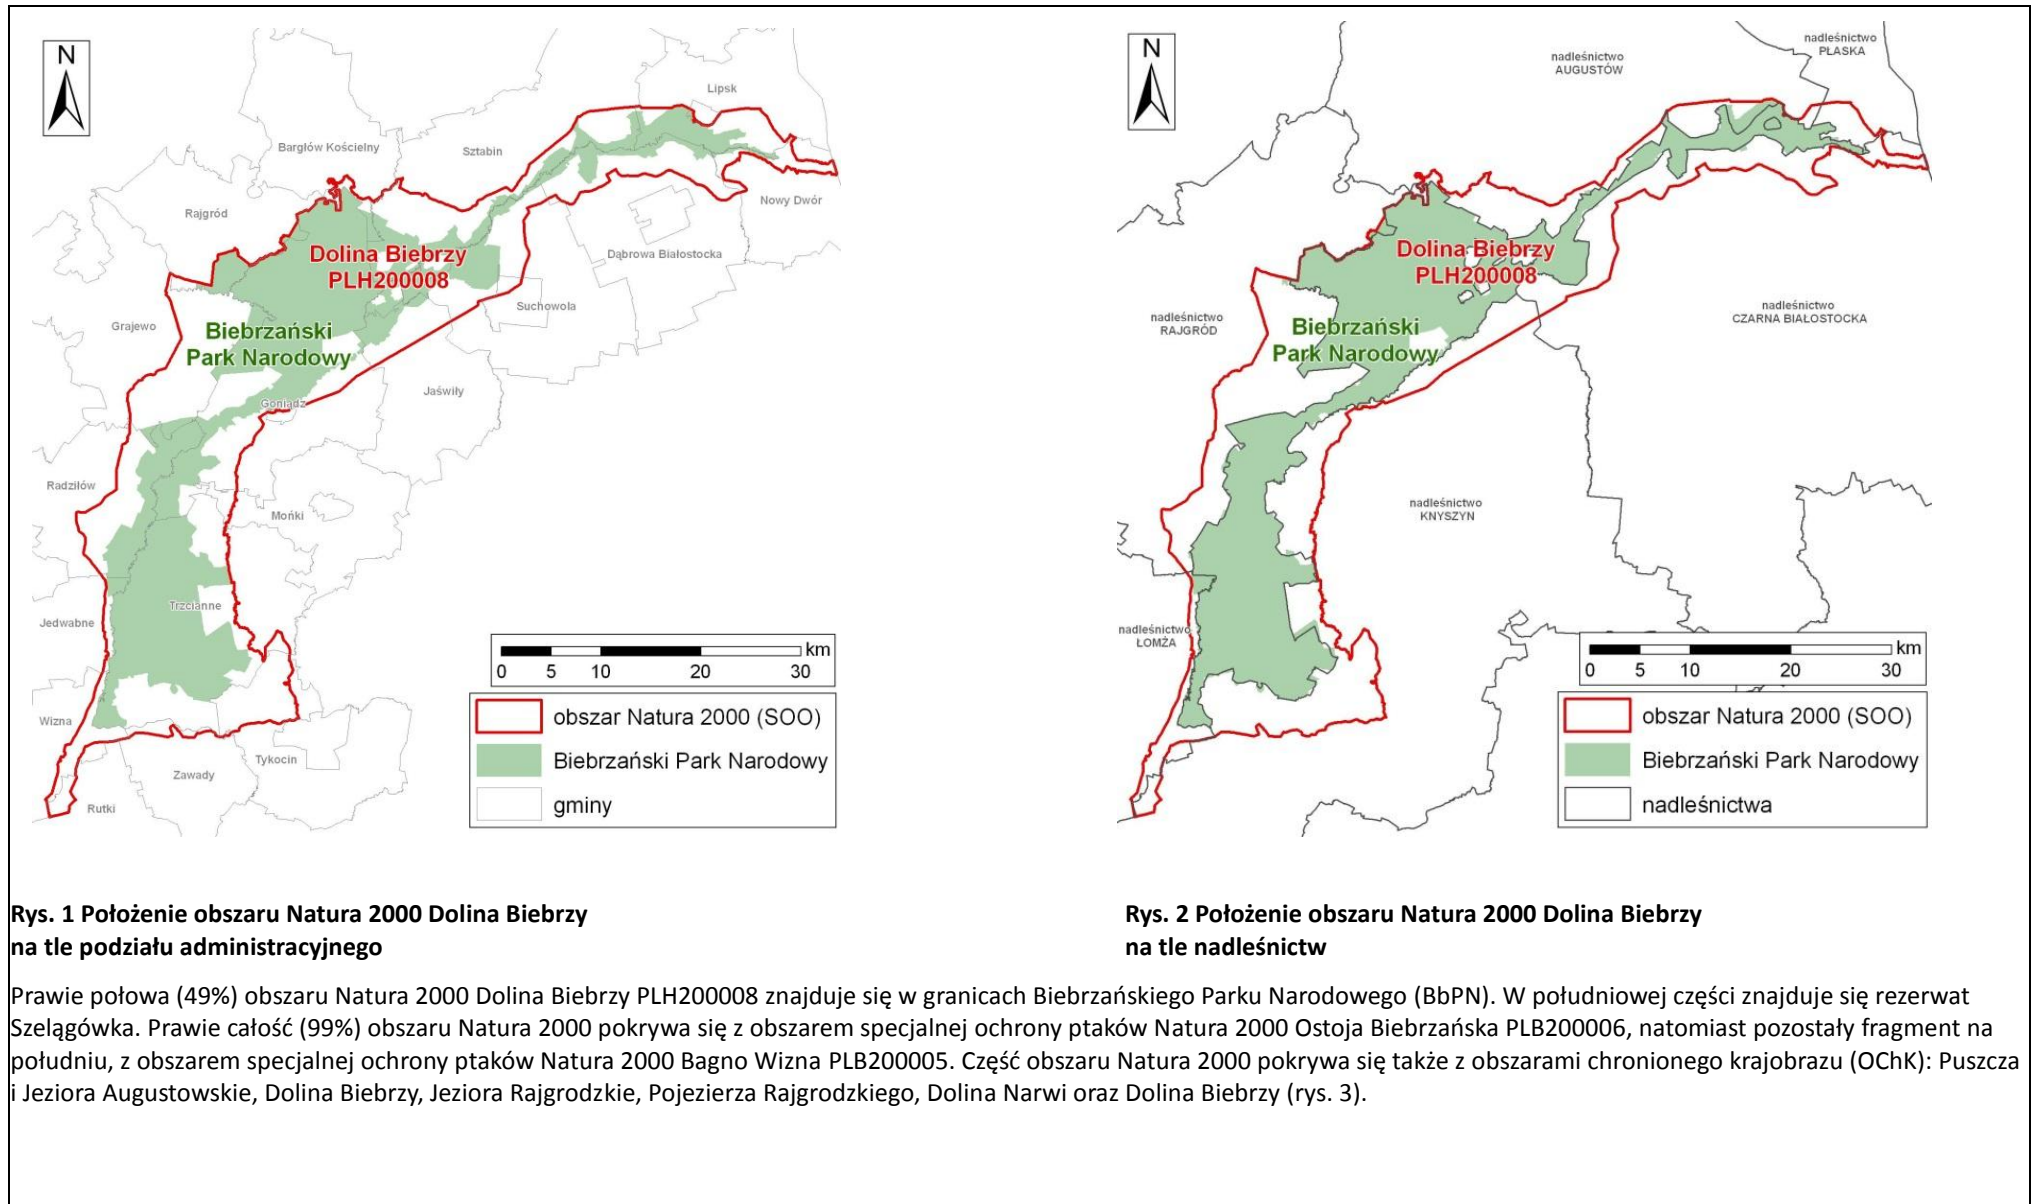 N
Lipsk
Bargłów Kościelny
Sztabin
Rajgród
Nowy Dwór
Dolina Biebrzy
PLH200008
Dąbrowa Białostocka
Suchowola
Grajewo
Biebrzański
Park Narodowy
Jaświły
Goniądz
Radziłów
Mońki
Trzcianne
Jedwabne
Wizna
Tykocin
Zawady
Rutki
km
0 5 10 20 30
obszar Natura 2000 (SOO)
Biebrzański Park Narodowy
gminy
N
nadleśnictwo
PŁASKA
nadleśnictwo
AUGUSTÓW
Dolina Biebrzy
PLH200008
nadleśnictwo
CZARNA BIAŁOSTOCKA
nadleśnictwo
RAJGRÓD
Biebrzański
Park Narodowy
nadleśnictwo
KNYSZYN
nadleśnictwo
ŁOMŻA
km
0 5 10 20 30
obszar Natura 2000 (SOO)
Biebrzański Park Narodowy
nadleśnictwa
Rys. 1 Położenie obszaru Natura 2000 Dolina Biebrzy
na tle podziału administracyjnego
Rys. 2 Położenie obszaru Natura 2000 Dolina Biebrzy
na tle nadleśnictw
Prawie połowa (49%) obszaru Natura 2000 Dolina Biebrzy PLH200008 znajduje się w granicach Biebrzańskiego Parku Narodowego (BbPN). W południowej części znajduje się rezerwat
Szelągówka. Prawie całość (99%) obszaru Natura 2000 pokrywa się z obszarem specjalnej ochrony ptaków Natura 2000 Ostoja Biebrzańska PLB200006, natomiast pozostały fragment na
południu, z obszarem specjalnej ochrony ptaków Natura 2000 Bagno Wizna PLB200005. Część obszaru Natura 2000 pokrywa się także z obszarami chronionego krajobrazu (OChK): Puszcza
i Jeziora Augustowskie, Dolina Biebrzy, Jeziora Rajgrodzkie, Pojezierza Rajgrodzkiego, Dolina Narwi oraz Dolina Biebrzy (rys. 3).